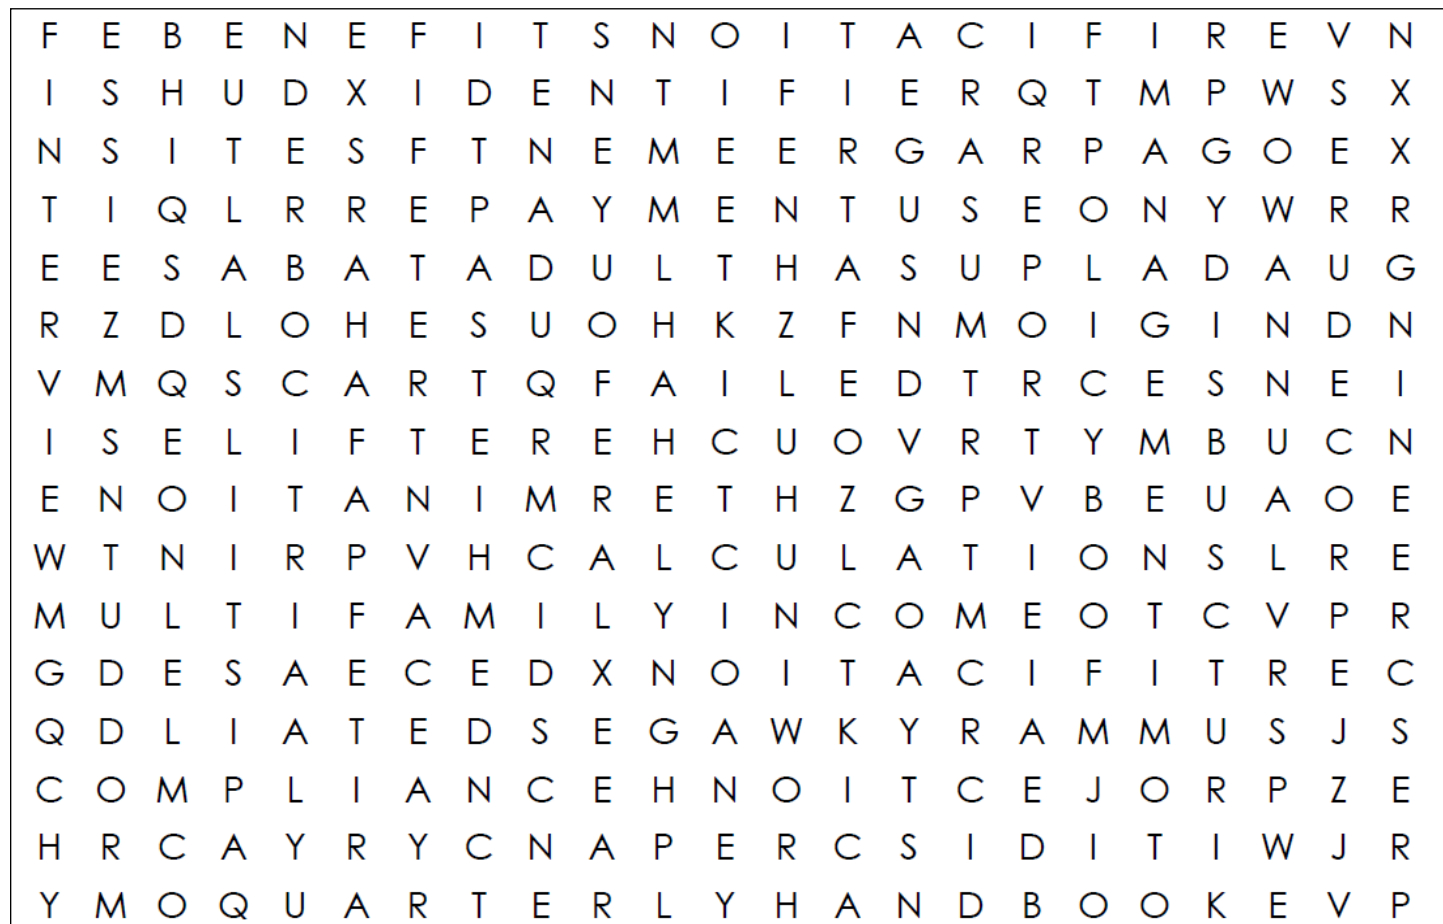 F E B E N E F I T S N O I T A C I F I R E V N
I S H U D X I D E N T I F I E R Q T M P W S X
N S I T E S F T N E M E E R G A R P A G O E X
T I Q L R R E P A Y M E N T U S E O N Y W R R
E E S A B A T A D U L T H A S U P L A D A U G
R Z D L O H E S U O H K Z F N M O I G I N D N
V M Q S C A R T Q F A I L E D T R C E S N E I
I S E L I F T E R E H C U O V R T Y M B U C N
E N O I T A N I M R E T H Z G P V B E U A O E
W T N I R P V H C A L C U L A T I O N S L R E
M U L T I F A M I L Y I N C O M E O T C V P R
G D E S A E C E D X N O I T A C I F I T R E C
Q D L I A T E D S E G A W K Y R A M M U S J S
C O M P L I A N C E H N O I T C E J O R P Z E
H R C A Y R Y C N A P E R C S I D I T I W J R
Y M O Q U A R T E R L Y H A N D B O O K E V P